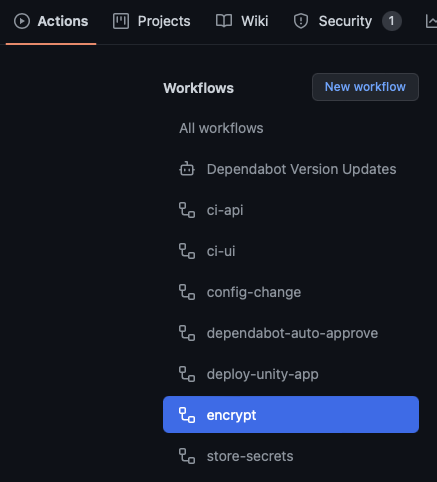 Actions Projects Wiki Security 1
Workflows New workflow
All workflows
Dependabot Version Updates
ci-api
ci-ui
config-change
dependabot-auto-approve
deploy-unity-app
encrypt
store-secrets